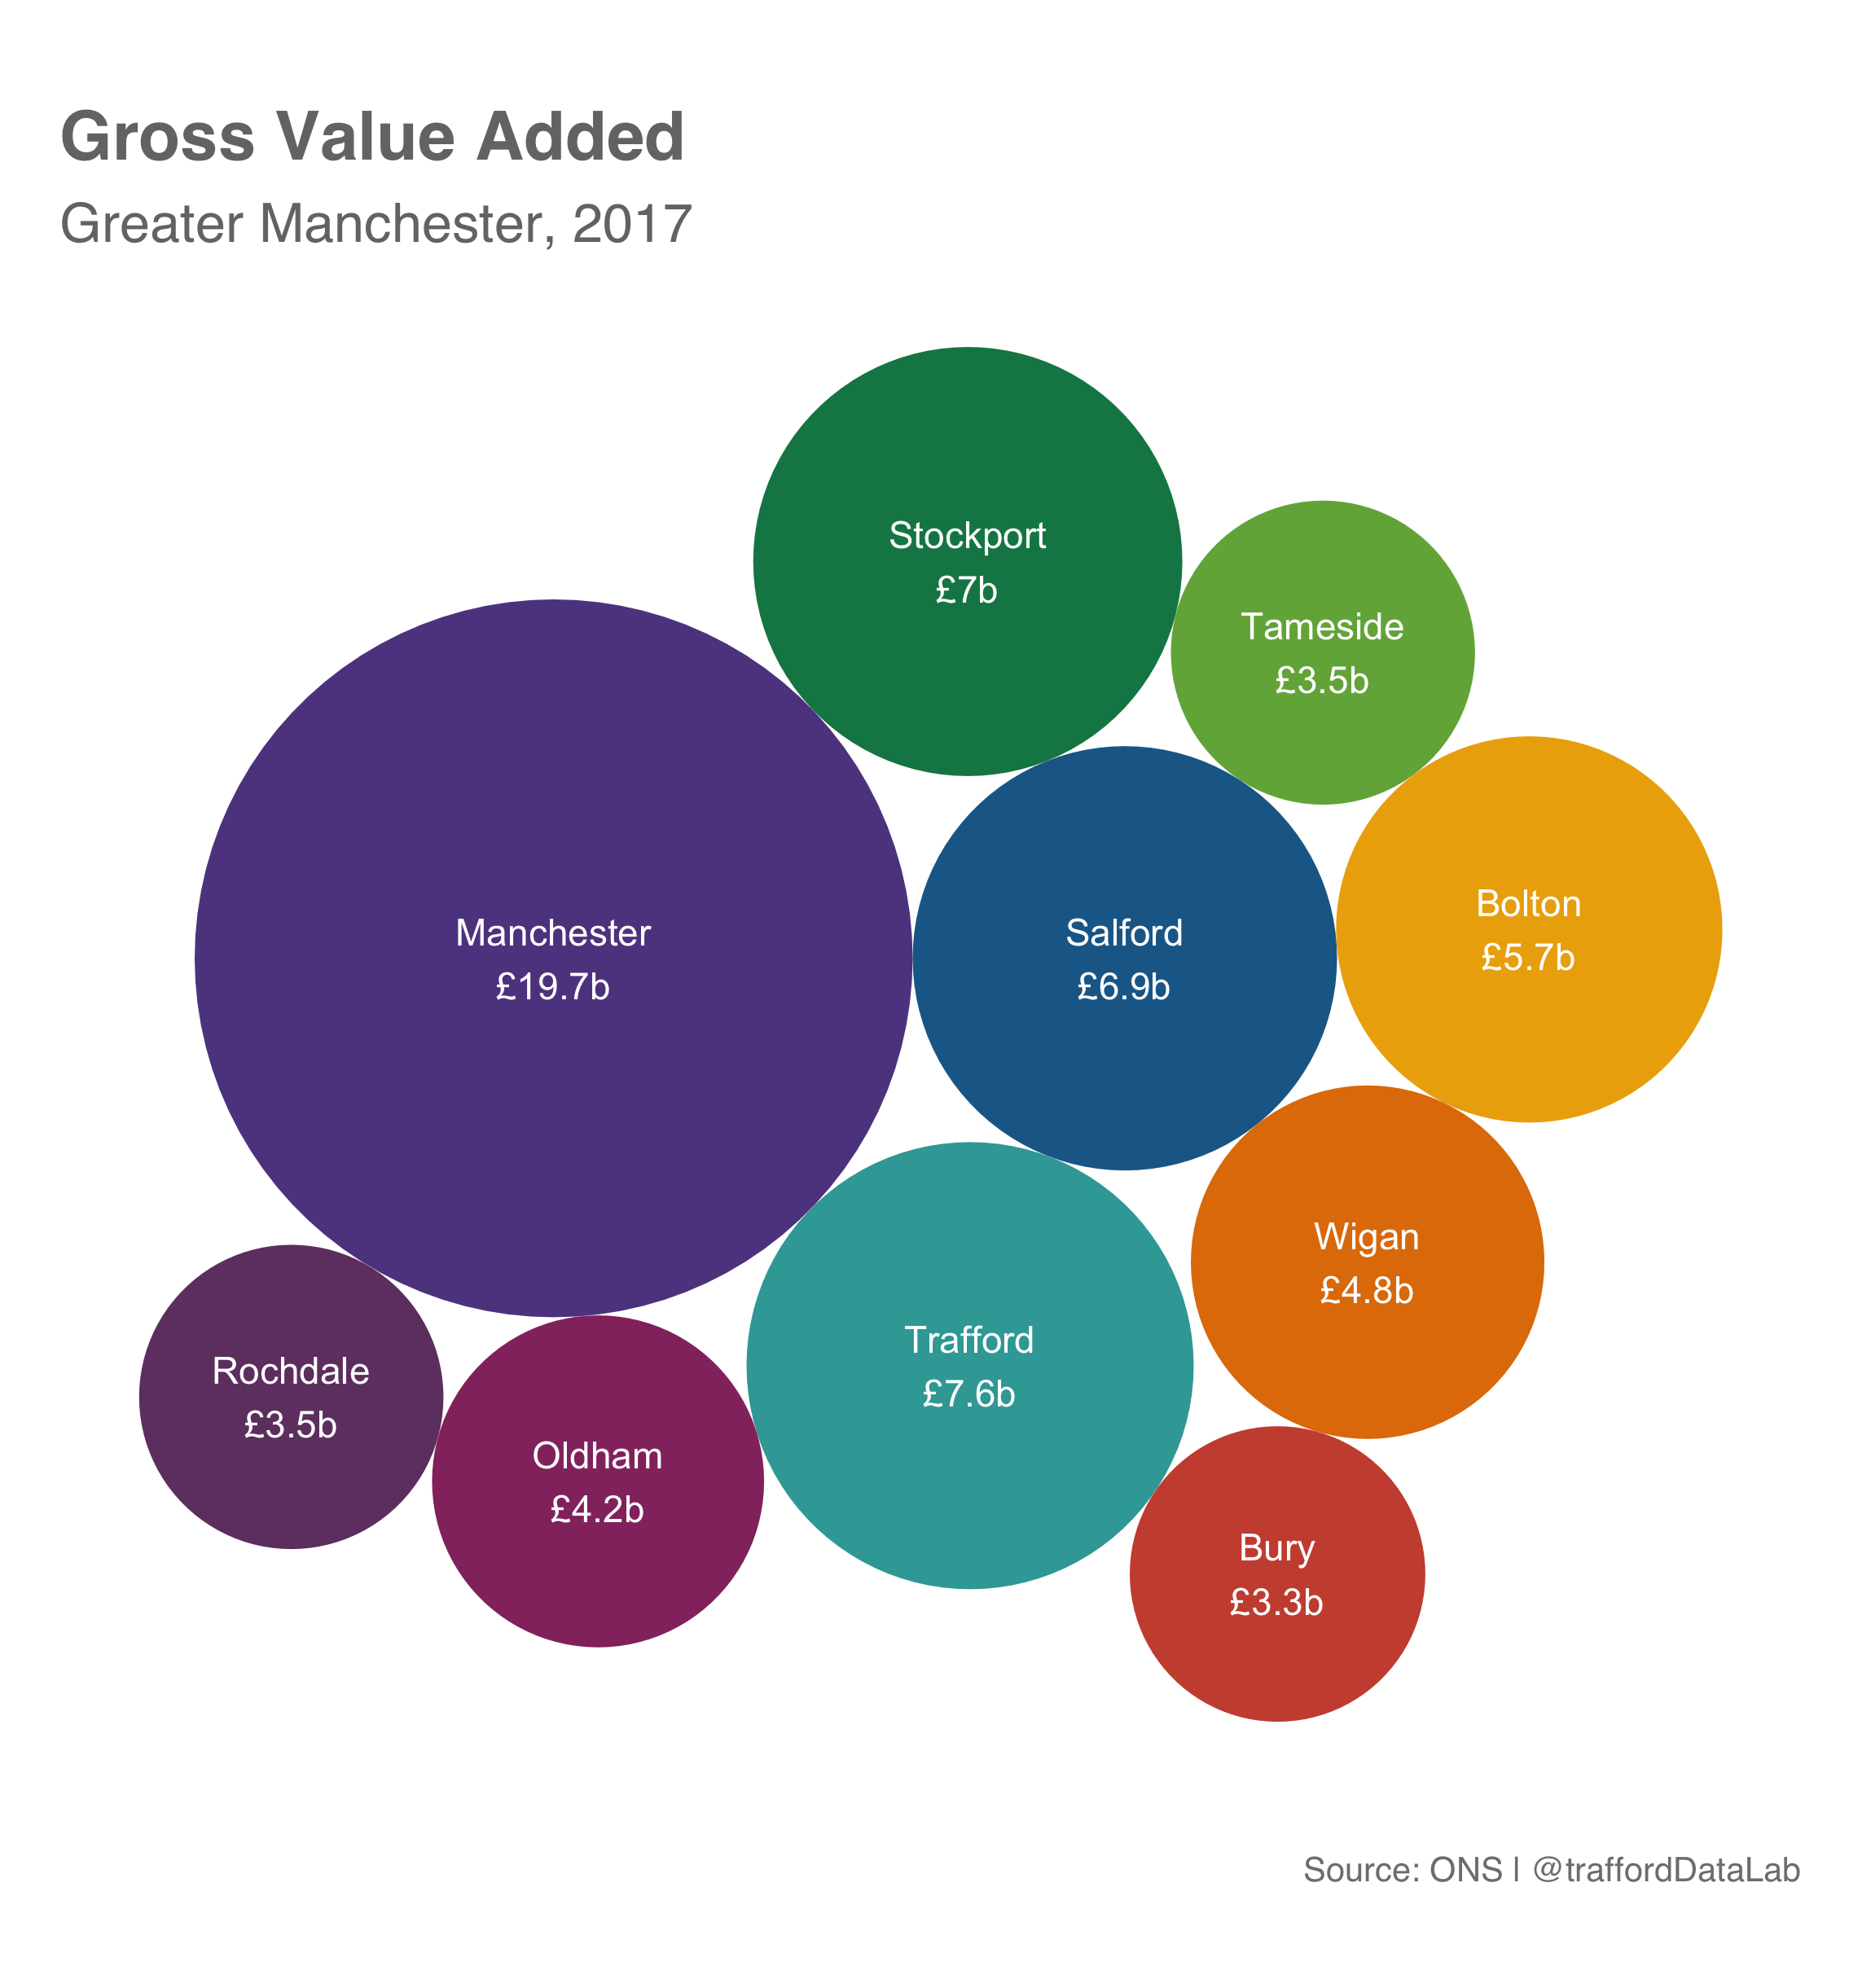 Gross Value Added
Greater Manchester, 2017
Stockport
£7b
Tameside
£3.5b
Bolton
£5.7b
Manchester
£19.7b
Salford
£6.9b
Wigan
£4.8b
Trafford
£7.6b
Rochdale
£3.5b
Oldham
£4.2b
Bury
£3.3b
Source: ONS | @traffordDataLab